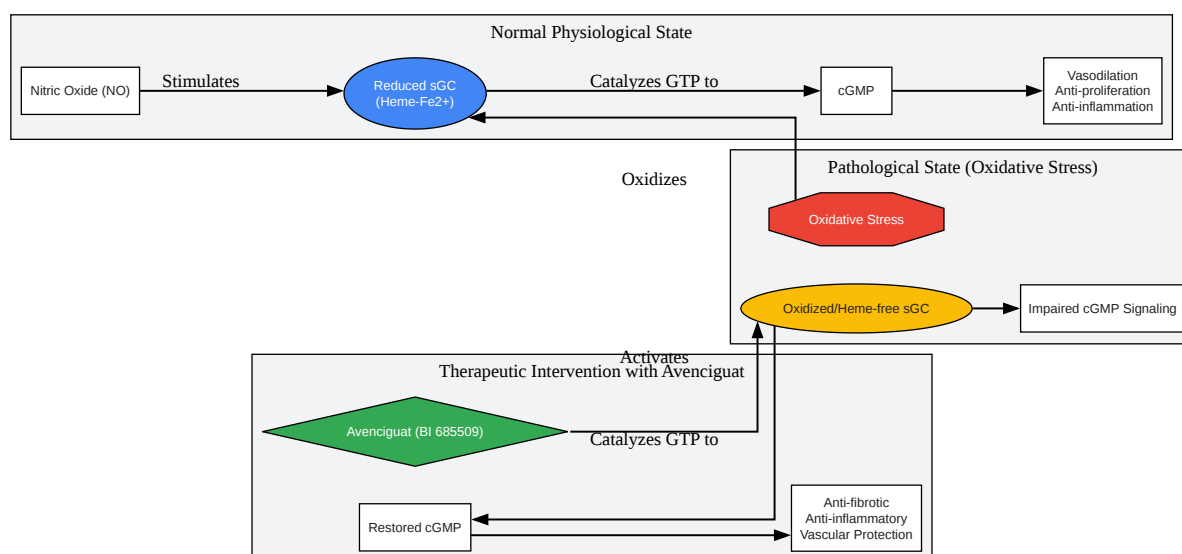 Normal Physiological State
Nitric Oxide (NO)
Stimulates
Reduced sGC
(Heme-Fe2+)
Catalyzes GTP to
cGMP
Vasodilation
Anti-proliferation
Anti-inflammation
Oxidizes
Pathological State (Oxidative Stress)
Oxidative Stress
Oxidized/Heme-free sGC
Impaired cGMP Signaling
Activates
Therapeutic Intervention with Avenciguat
Avenciguat (BI 685509)
Catalyzes GTP to
Restored cGMP
Anti-fibrotic
Anti-inflammatory
Vascular Protection